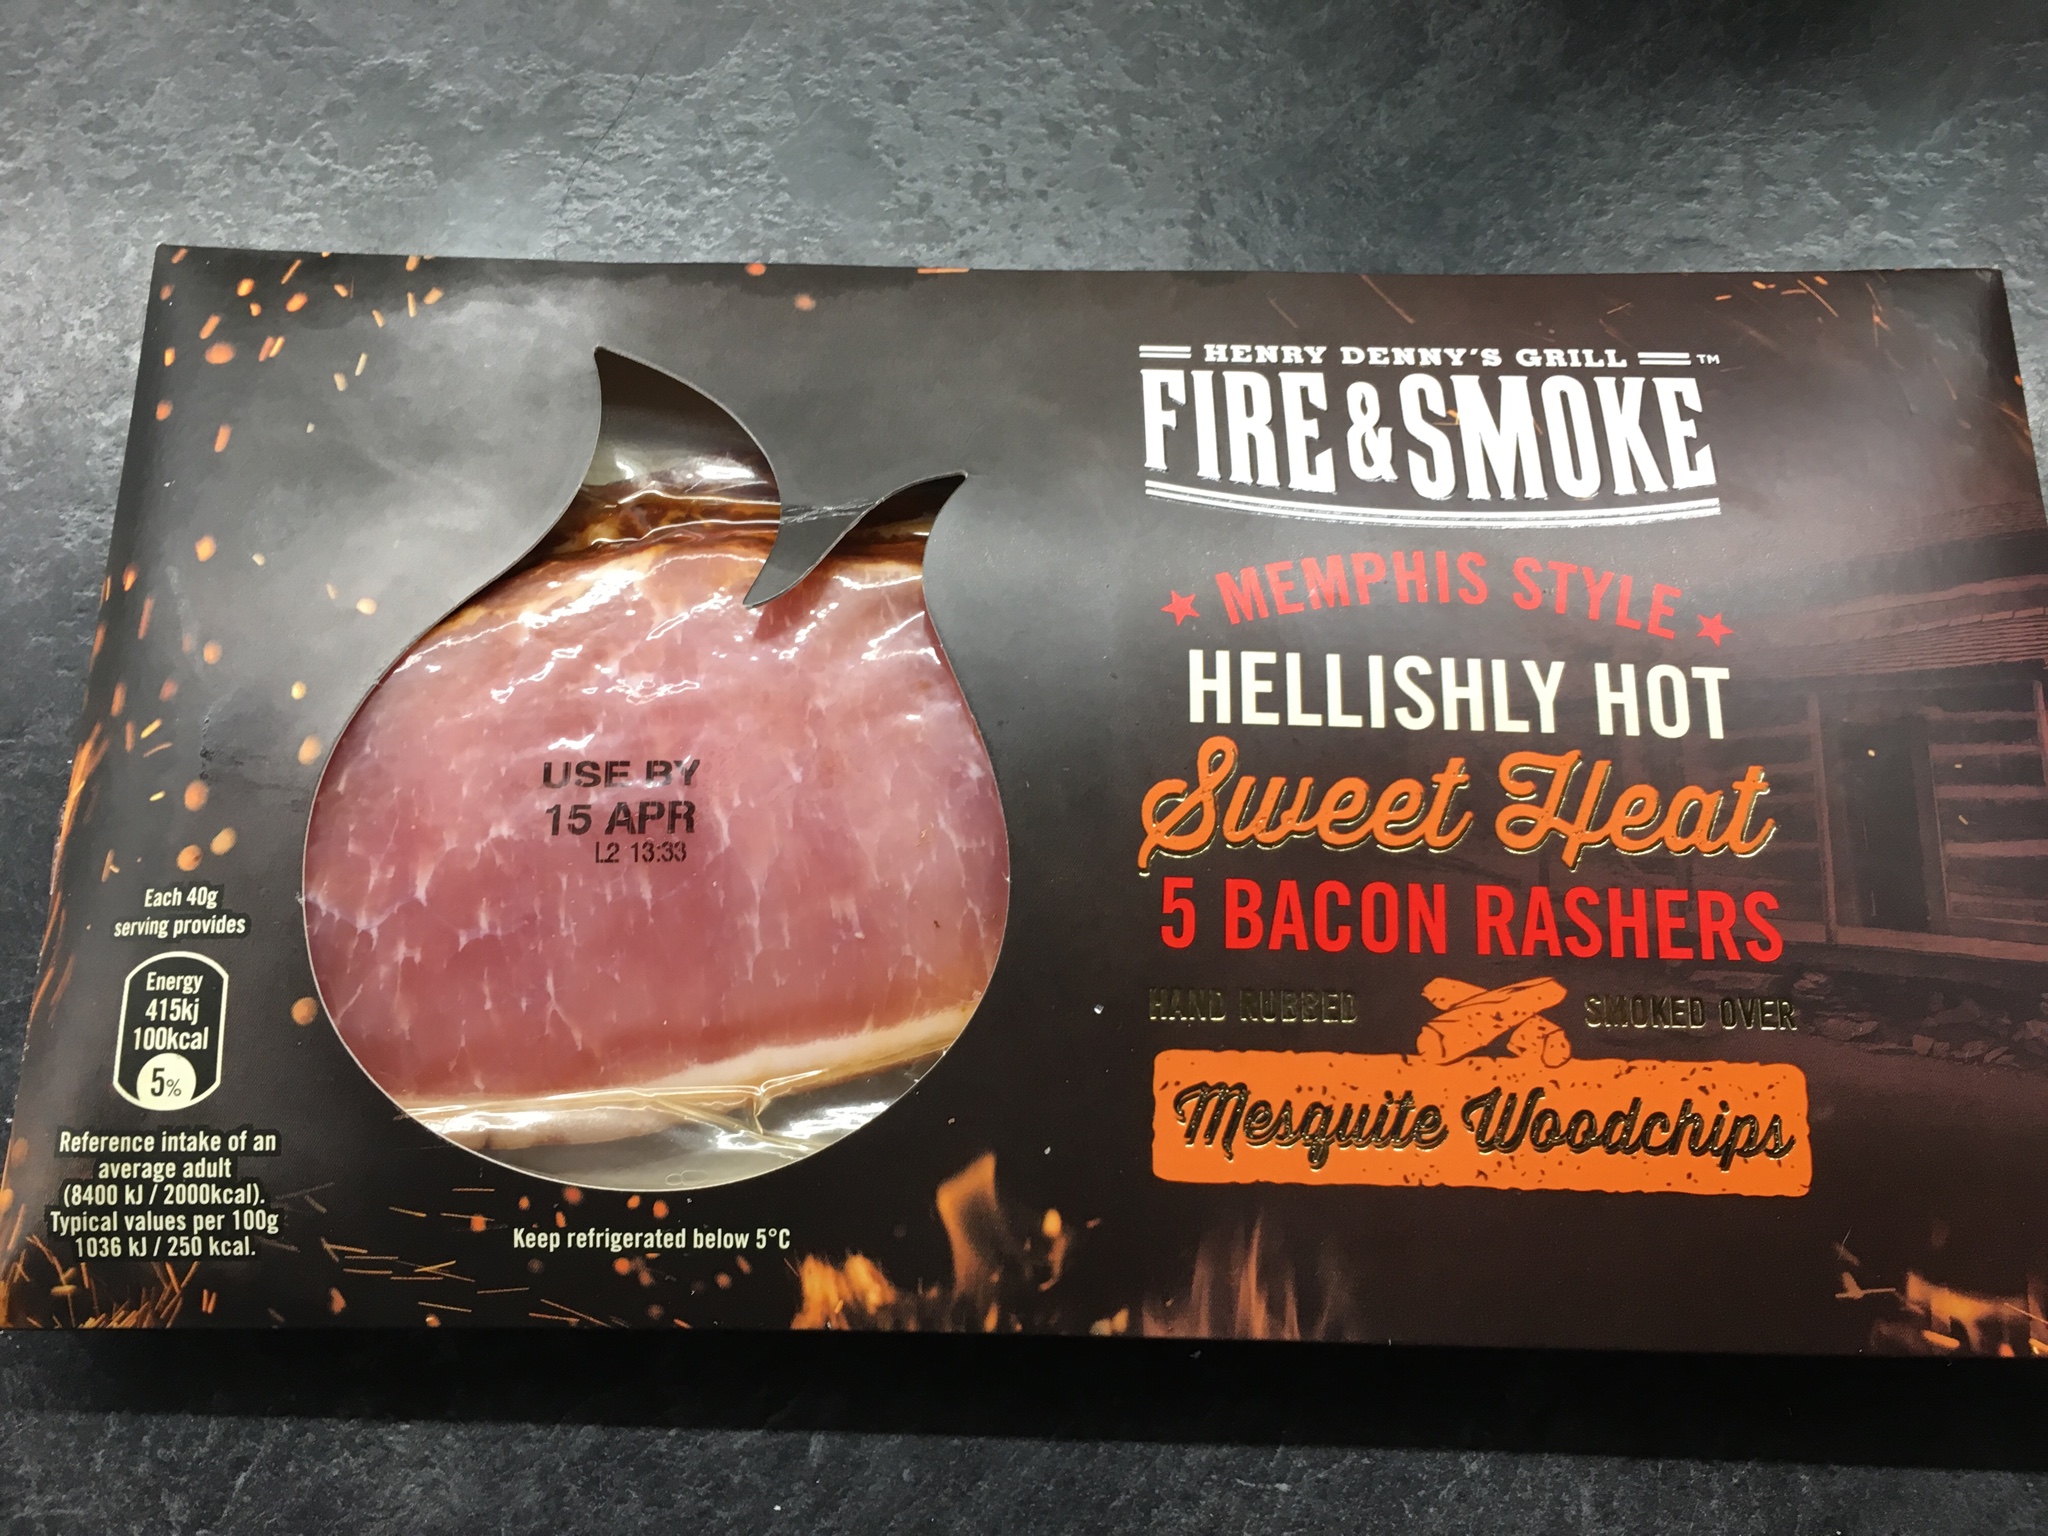 HENRY DENNY'S GRILL ™
FIRE & SMOKE
MEMPHIS STYLE
HELLISHLY HOT
Sweet Heat
5 BACON RASHERS
HAND RUBBED SMOKED OVER
Mesquite Woodchips
USE BY
15 APR
L2 13:33
Each 40g
serving provides
Energy
415kj
100kcal
5%
Reference intake of an
average adult
(8400 kJ / 2000kcal).
Typical values per 100g
1036 kJ / 250 kcal.
Keep refrigerated below 5°C